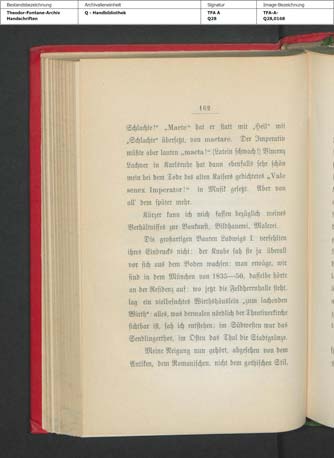 Bestandsbezeichnung
Archivalieneinheit
Signatur
Image-Bezeichnung
Theodor-Fontane-Archiv
Handschriften
Q - Handbibliothek
TFA A
Q28
TFA-A-
Q28,0168
162
Schlachte!" „Macte" hat er statt mit „Heil" mit
„Schlachte" übersetzt, von mactare. Der Imperativ
müßte aber lauten „macta!" (Latein schwach!) Vincenz
Lachner in Karlsruhe hat dann ebenfalls sehr schön
mein bei dem Tode des alten Kaisers gedichtetes „Vale
senex Imperator!" in Musik gesetzt. Aber von
all' dem später mehr.
Kürzer kann ich mich fassen bezüglich meines
Verhältnisses zur Baukunst, Bildhauerei, Malerei.
Die großartigen Bauten Ludwigs I. verfehlten
ihres Eindrucks nicht: der Knabe sah sie ja überall
vor sich aus dem Boden wachsen: man erwäge, wir
sind in dem München von 1835—50, dasselbe hörte
an der Residenz auf: wo jetzt die Feldherrnhalle steht,
lag ein vielbesuchtes Wirthshäuslein „zum lachenden
Wirth": alles, was dermalen nördlich der Theatinerkirche
sichtbar ist, sah ich entstehen: im Südwesten war das
Sendlingerthor, im Osten das Thal die Stadtgränze.
Meine Neigung nun gehört, abgesehen von dem
Antiken, dem Romanischen, nicht dem gothischen Stil.